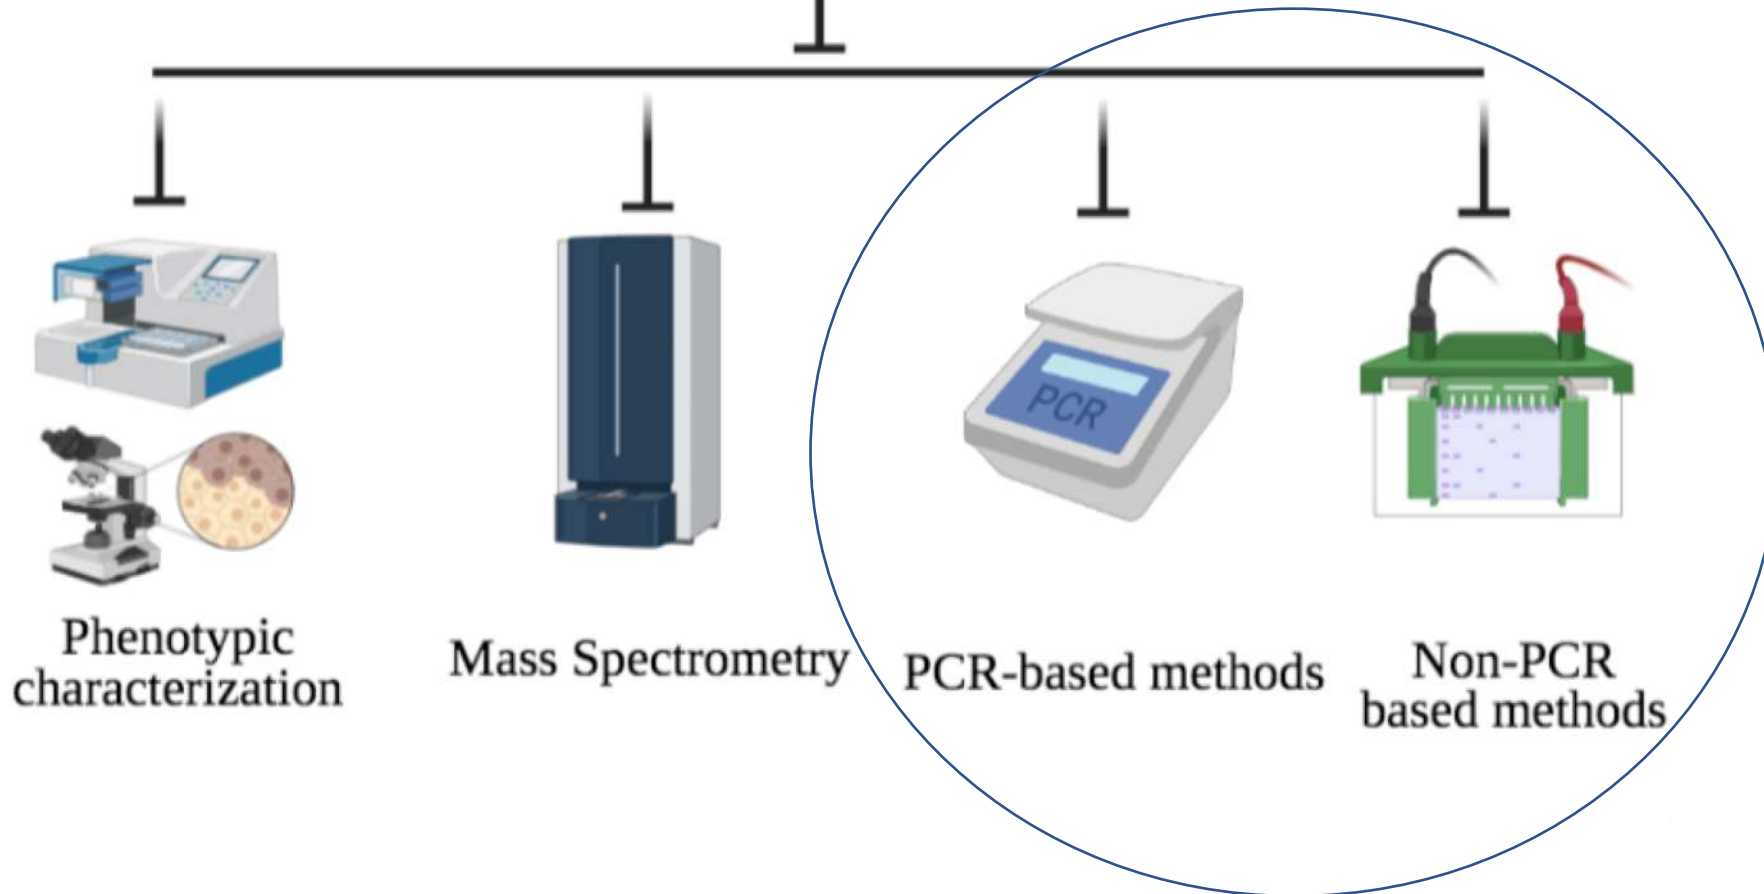 PCR
Phenotypic
characterization
Mass Spectrometry
PCR-based methods
Non-PCR
based methods